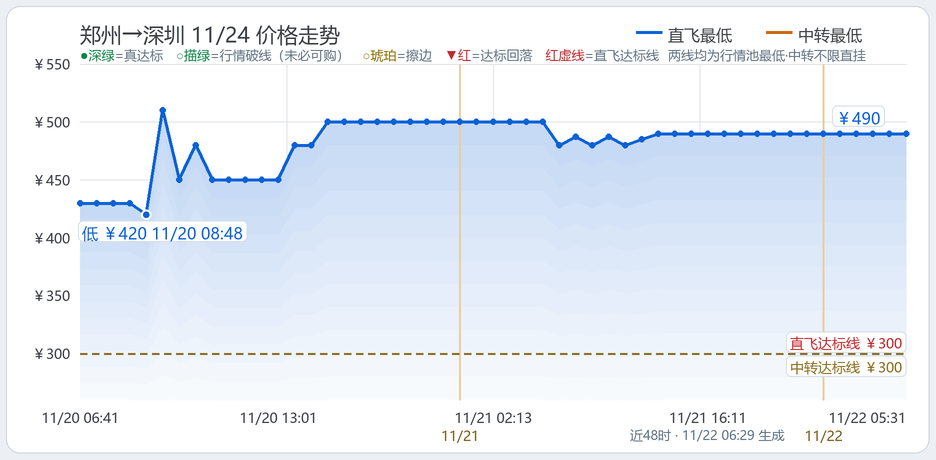 郑州→深圳 11/24 价格走势
直飞最低 中转最低
●深绿=真达标 ○描绿=行情破线（未必可购） ○琥珀=擦边 ▼红=达标回落 红虚线=直飞达标线 两线均为行情池最低·中转不限直挂
¥550
¥500
¥490
¥450
低 ¥420 11/20 08:48
¥400
¥350
直飞达标线 ¥300
¥300
中转达标线 ¥300
11/20 06:41 11/20 13:01 11/21 02:13 11/21 16:11 11/22 05:31
11/21 近48时 · 11/22 06:29 生成 11/22